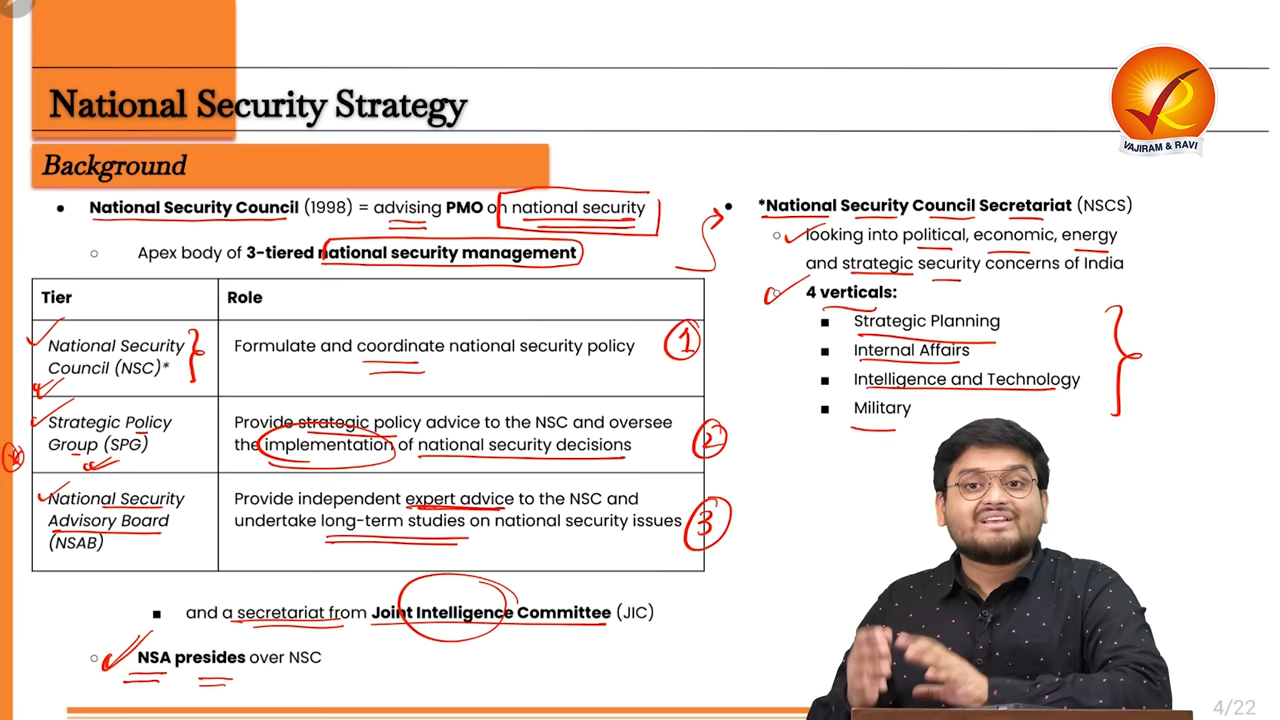 National Security Strategy
VAJIRAM & RAVI
Background
● National Security Council (1998) = advising PMO on national security
○ Apex body of 3-tiered national security management
Tier Role
National Security
Council (NSC)*
Formulate and coordinate national security policy
1
Strategic Policy
Group (SPG)
Provide strategic policy advice to the NSC and oversee
the implementation of national security decisions
2
National Security
Advisory Board
(NSAB)
Provide independent expert advice to the NSC and
undertake long-term studies on national security issues
3
■ and a secretariat from Joint Intelligence Committee (JIC)
○ NSA presides over NSC
● *National Security Council Secretariat (NSCS)
○ looking into political, economic, energy
and strategic security concerns of India
○ 4 verticals:
■ Strategic Planning
■ Internal Affairs
■ Intelligence and Technology
■ Military
4/22